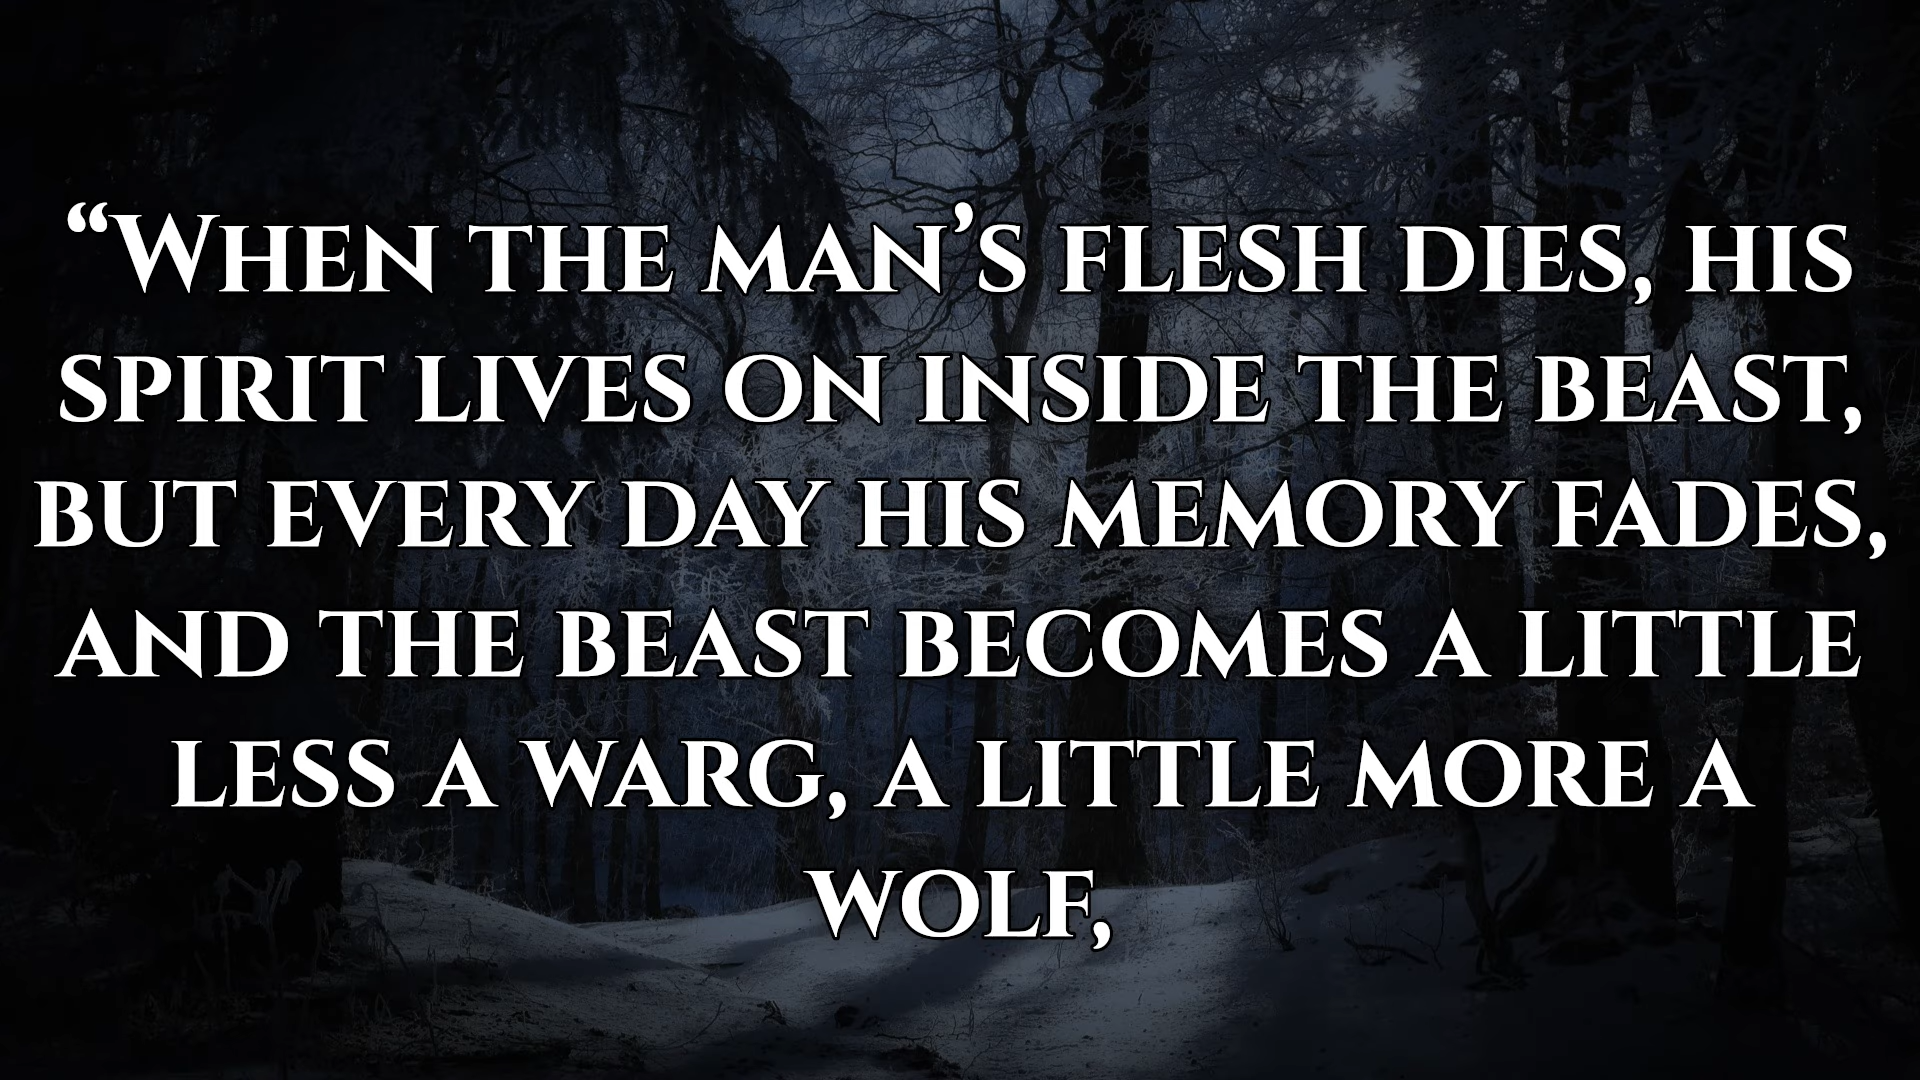 “When the man’s flesh dies, his
spirit lives on inside the beast,
but every day his memory fades,
and the beast becomes a little
less a warg, a little more a
wolf,